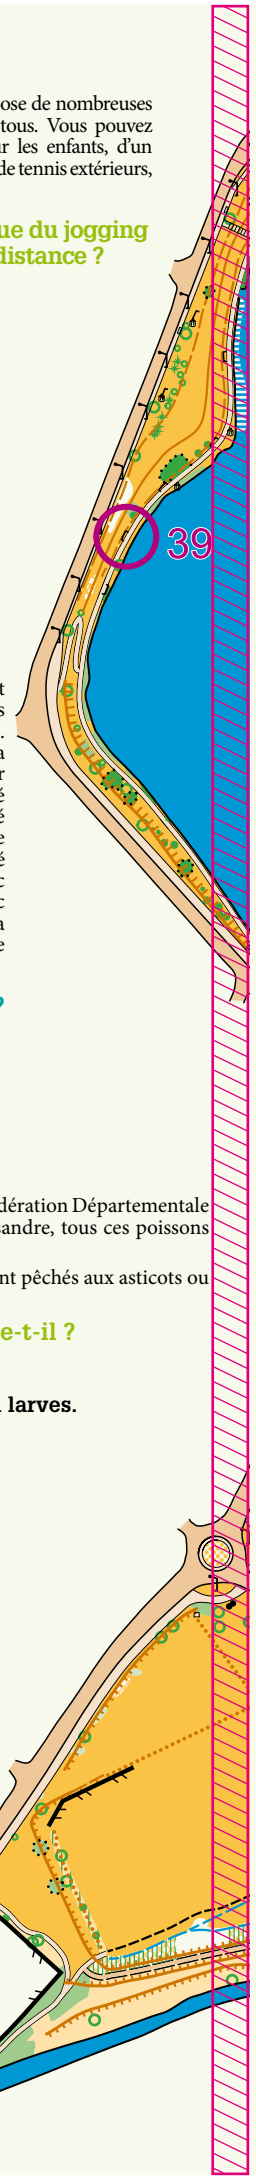 ose de nombreuses
tous. Vous pouvez
r les enfants, d'un
de tennis extérieurs,
ue du jogging
distance ?
39
t
s
.
a
r
é
é
e
é
c
c
a
e
?
dération Départementale
sandre, tous ces poissons
nt pêchés aux asticots ou
e-t-il ?
larves.